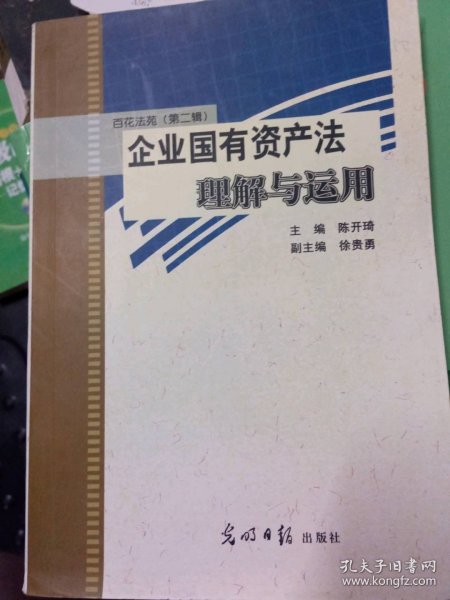 百花法苑（第二辑）
企业国有资产法
理解与运用
主 编 陈开琦
副主编 徐贵勇
光明日报出版社
孔夫子旧书网
www.kongfz.com